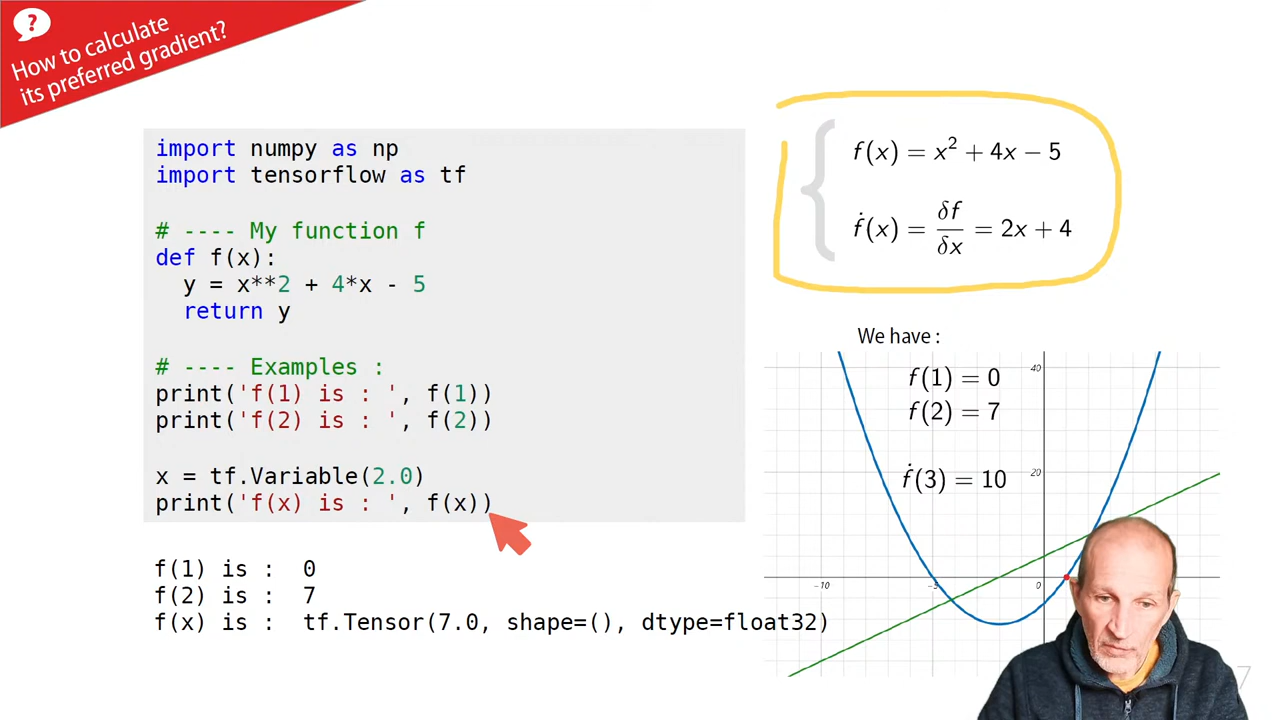 ?
How to calculate
its preferred gradient?
import numpy as np
import tensorflow as tf
# ---- My function f
def f(x):
  y = x**2 + 4*x - 5
  return y
# ---- Examples :
print('f(1) is : ', f(1))
print('f(2) is : ', f(2))
x = tf.Variable(2.0)
print('f(x) is : ', f(x))
f(1) is :  0
f(2) is :  7
f(x) is :  tf.Tensor(7.0, shape=(), dtype=float32)
f(x) = x² + 4x − 5
ḟ(x) = δf/δx = 2x + 4
We have :
f(1) = 0
f(2) = 7
ḟ(3) = 10
40
20
-10
-5
0
7